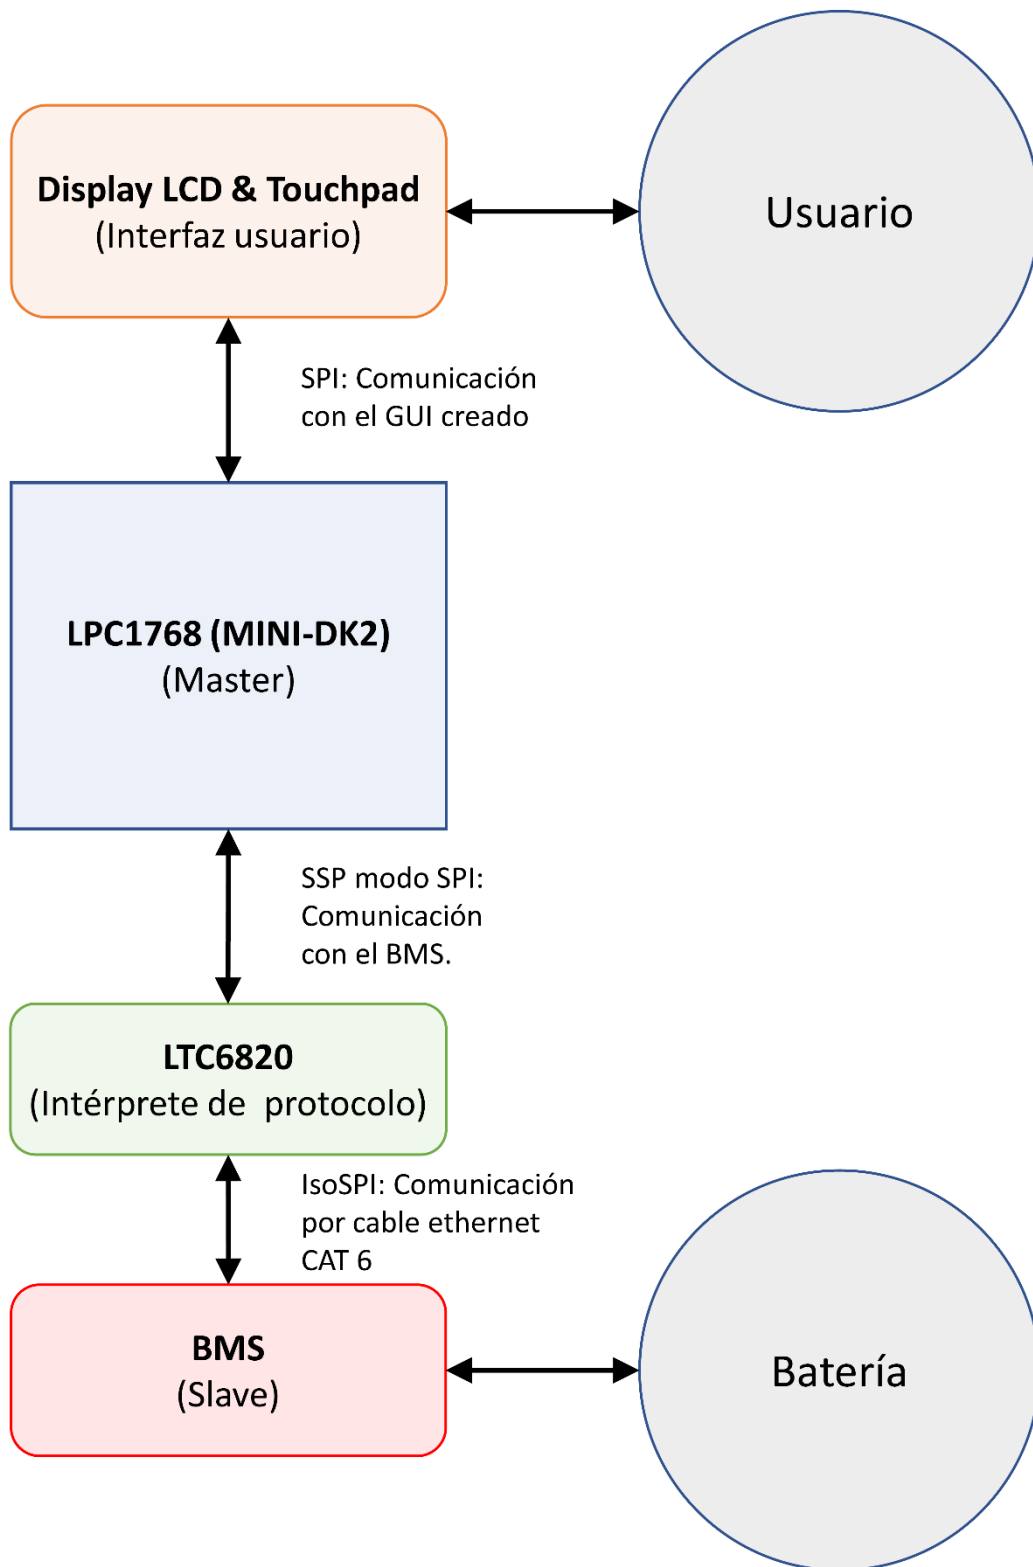 Display LCD & Touchpad
(Interfaz usuario)
Usuario
SPI: Comunicación
con el GUI creado
LPC1768 (MINI-DK2)
(Master)
SSP modo SPI:
Comunicación
con el BMS.
LTC6820
(Intérprete de  protocolo)
IsoSPI: Comunicación
por cable ethernet
CAT 6
BMS
(Slave)
Batería